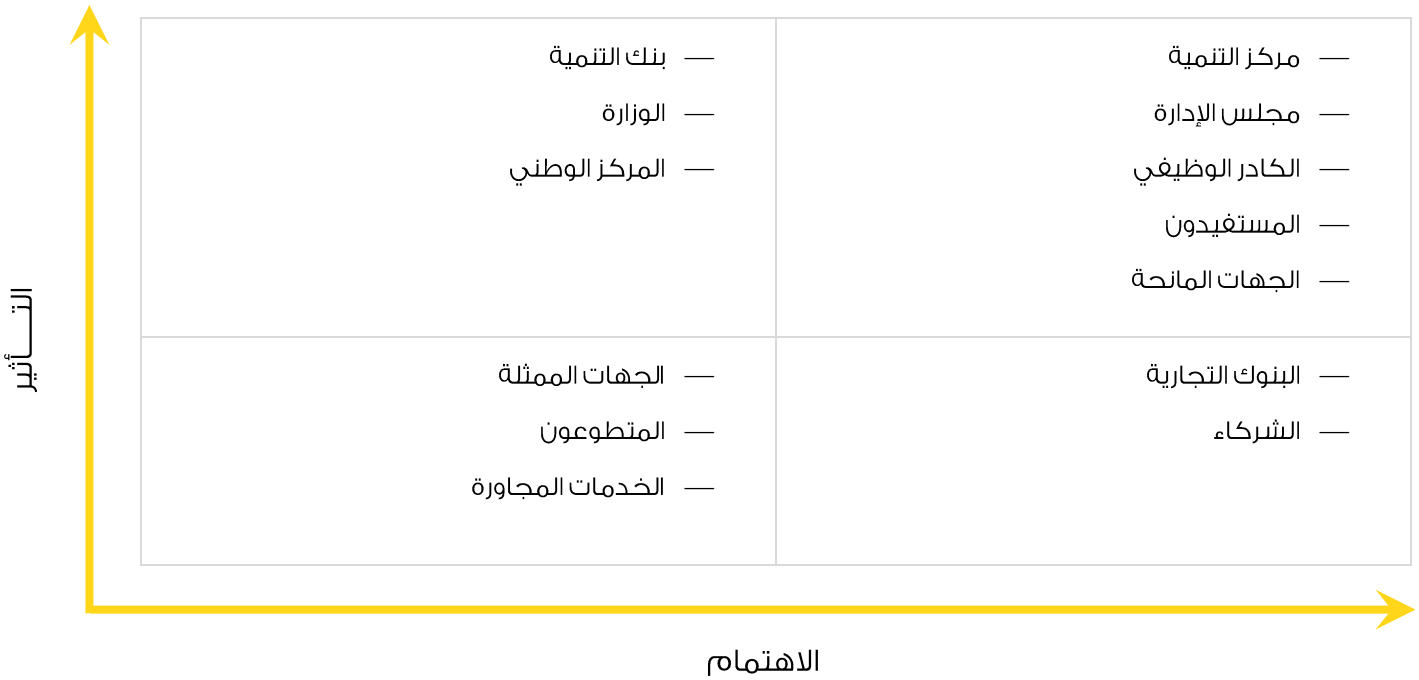 — مركز التنمية
— مجلس الإدارة
— الكادر الوظيفي
— المستفيدون
— الجهات المانحة
— بنك التنمية
— الوزارة
— المركز الوطني
— البنوك التجارية
— الشركاء
— الجهات الممثلة
— المتطوعون
— الخدمات المجاورة
التـــأثير
الاهتمام